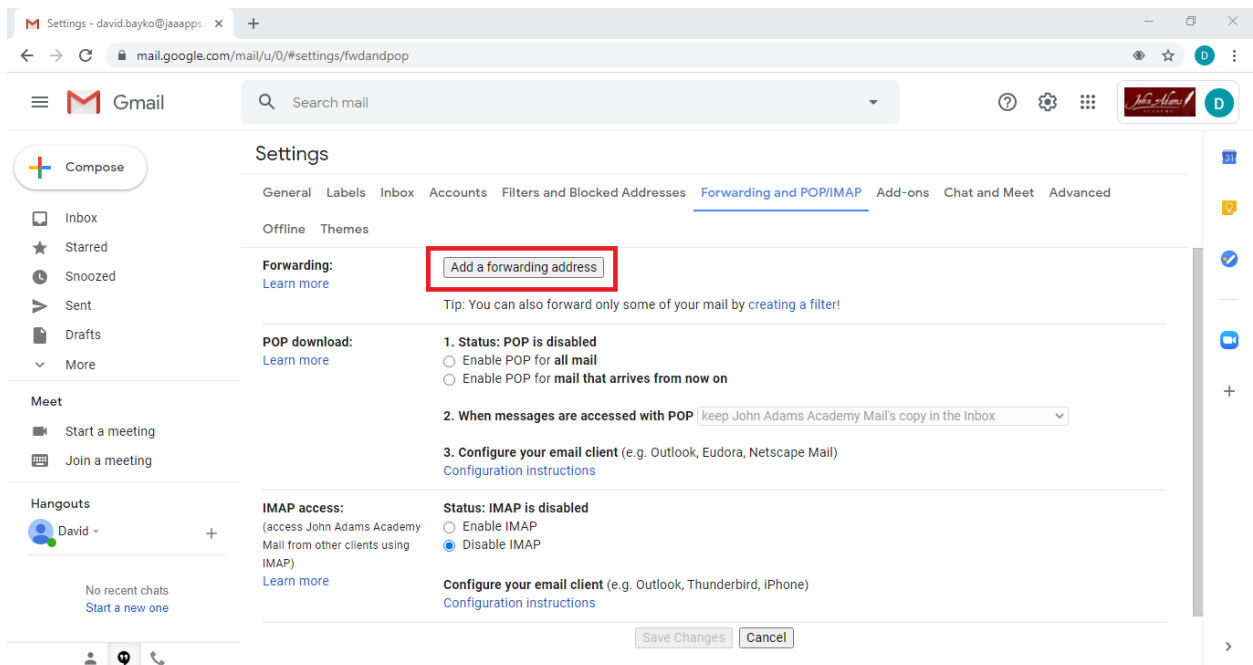 Settings - david.bayko@jaaapps.
mail.google.com/mail/u/0/#settings/fwdandpop
D
Gmail
Search mail
John Adams
ACADEMY
D
Compose
Inbox
Starred
Snoozed
Sent
Drafts
More
Meet
Start a meeting
Join a meeting
Hangouts
David
No recent chats
Start a new one
Settings
General Labels Inbox Accounts Filters and Blocked Addresses Forwarding and POP/IMAP Add-ons Chat and Meet Advanced
Offline Themes
Forwarding:
Learn more
Add a forwarding address
Tip: You can also forward only some of your mail by creating a filter!
POP download:
Learn more
1. Status: POP is disabled
Enable POP for all mail
Enable POP for mail that arrives from now on
2. When messages are accessed with POP keep John Adams Academy Mail's copy in the Inbox
3. Configure your email client (e.g. Outlook, Eudora, Netscape Mail)
Configuration instructions
IMAP access:
(access John Adams Academy
Mail from other clients using
IMAP)
Learn more
Status: IMAP is disabled
Enable IMAP
Disable IMAP
Configure your email client (e.g. Outlook, Thunderbird, iPhone)
Configuration instructions
Save Changes Cancel
31